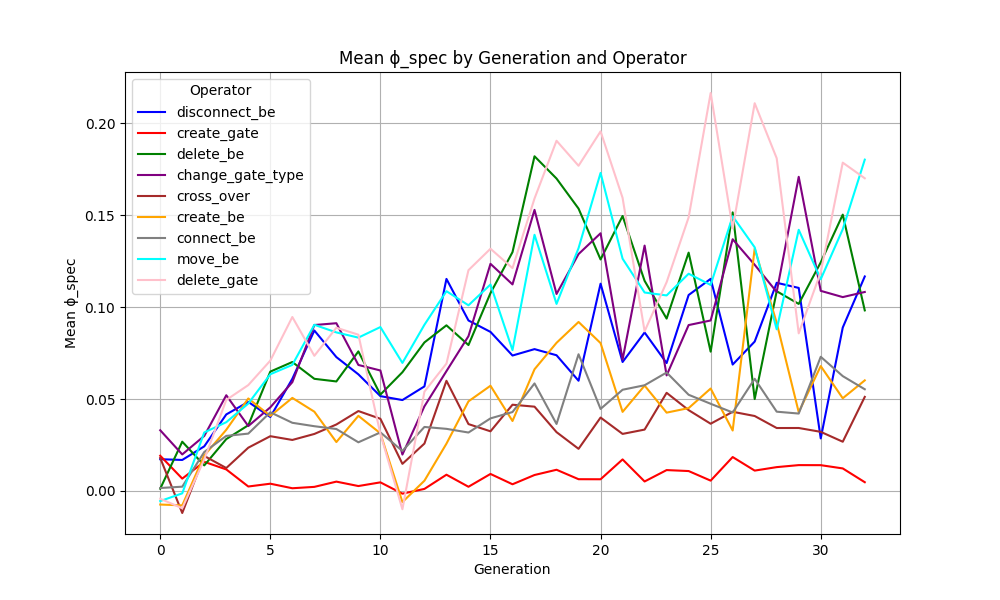 Mean ϕ_spec by Generation and Operator
Operator
disconnect_be
create_gate
delete_be
change_gate_type
cross_over
create_be
connect_be
move_be
delete_gate
Mean ϕ_spec
0.20
0.15
0.10
0.05
0.00
0 5 10 15 20 25 30
Generation